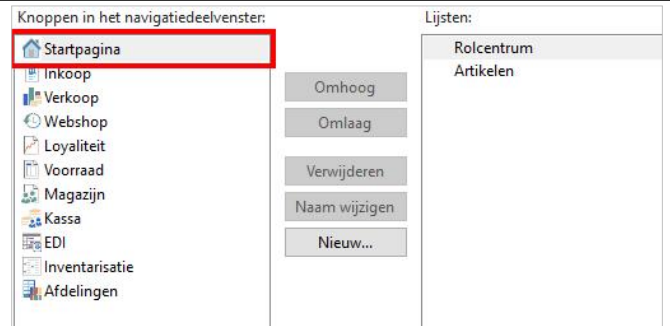 Knoppen in het navigatiedeelvenster:
Startpagina
Inkoop
Verkoop
Webshop
Loyaliteit
Voorraad
Magazijn
Kassa
EDI
Inventarisatie
Afdelingen
Omhoog
Omlaag
Verwijderen
Naam wijzigen
Nieuw...
Lijsten:
Rolcentrum
Artikelen